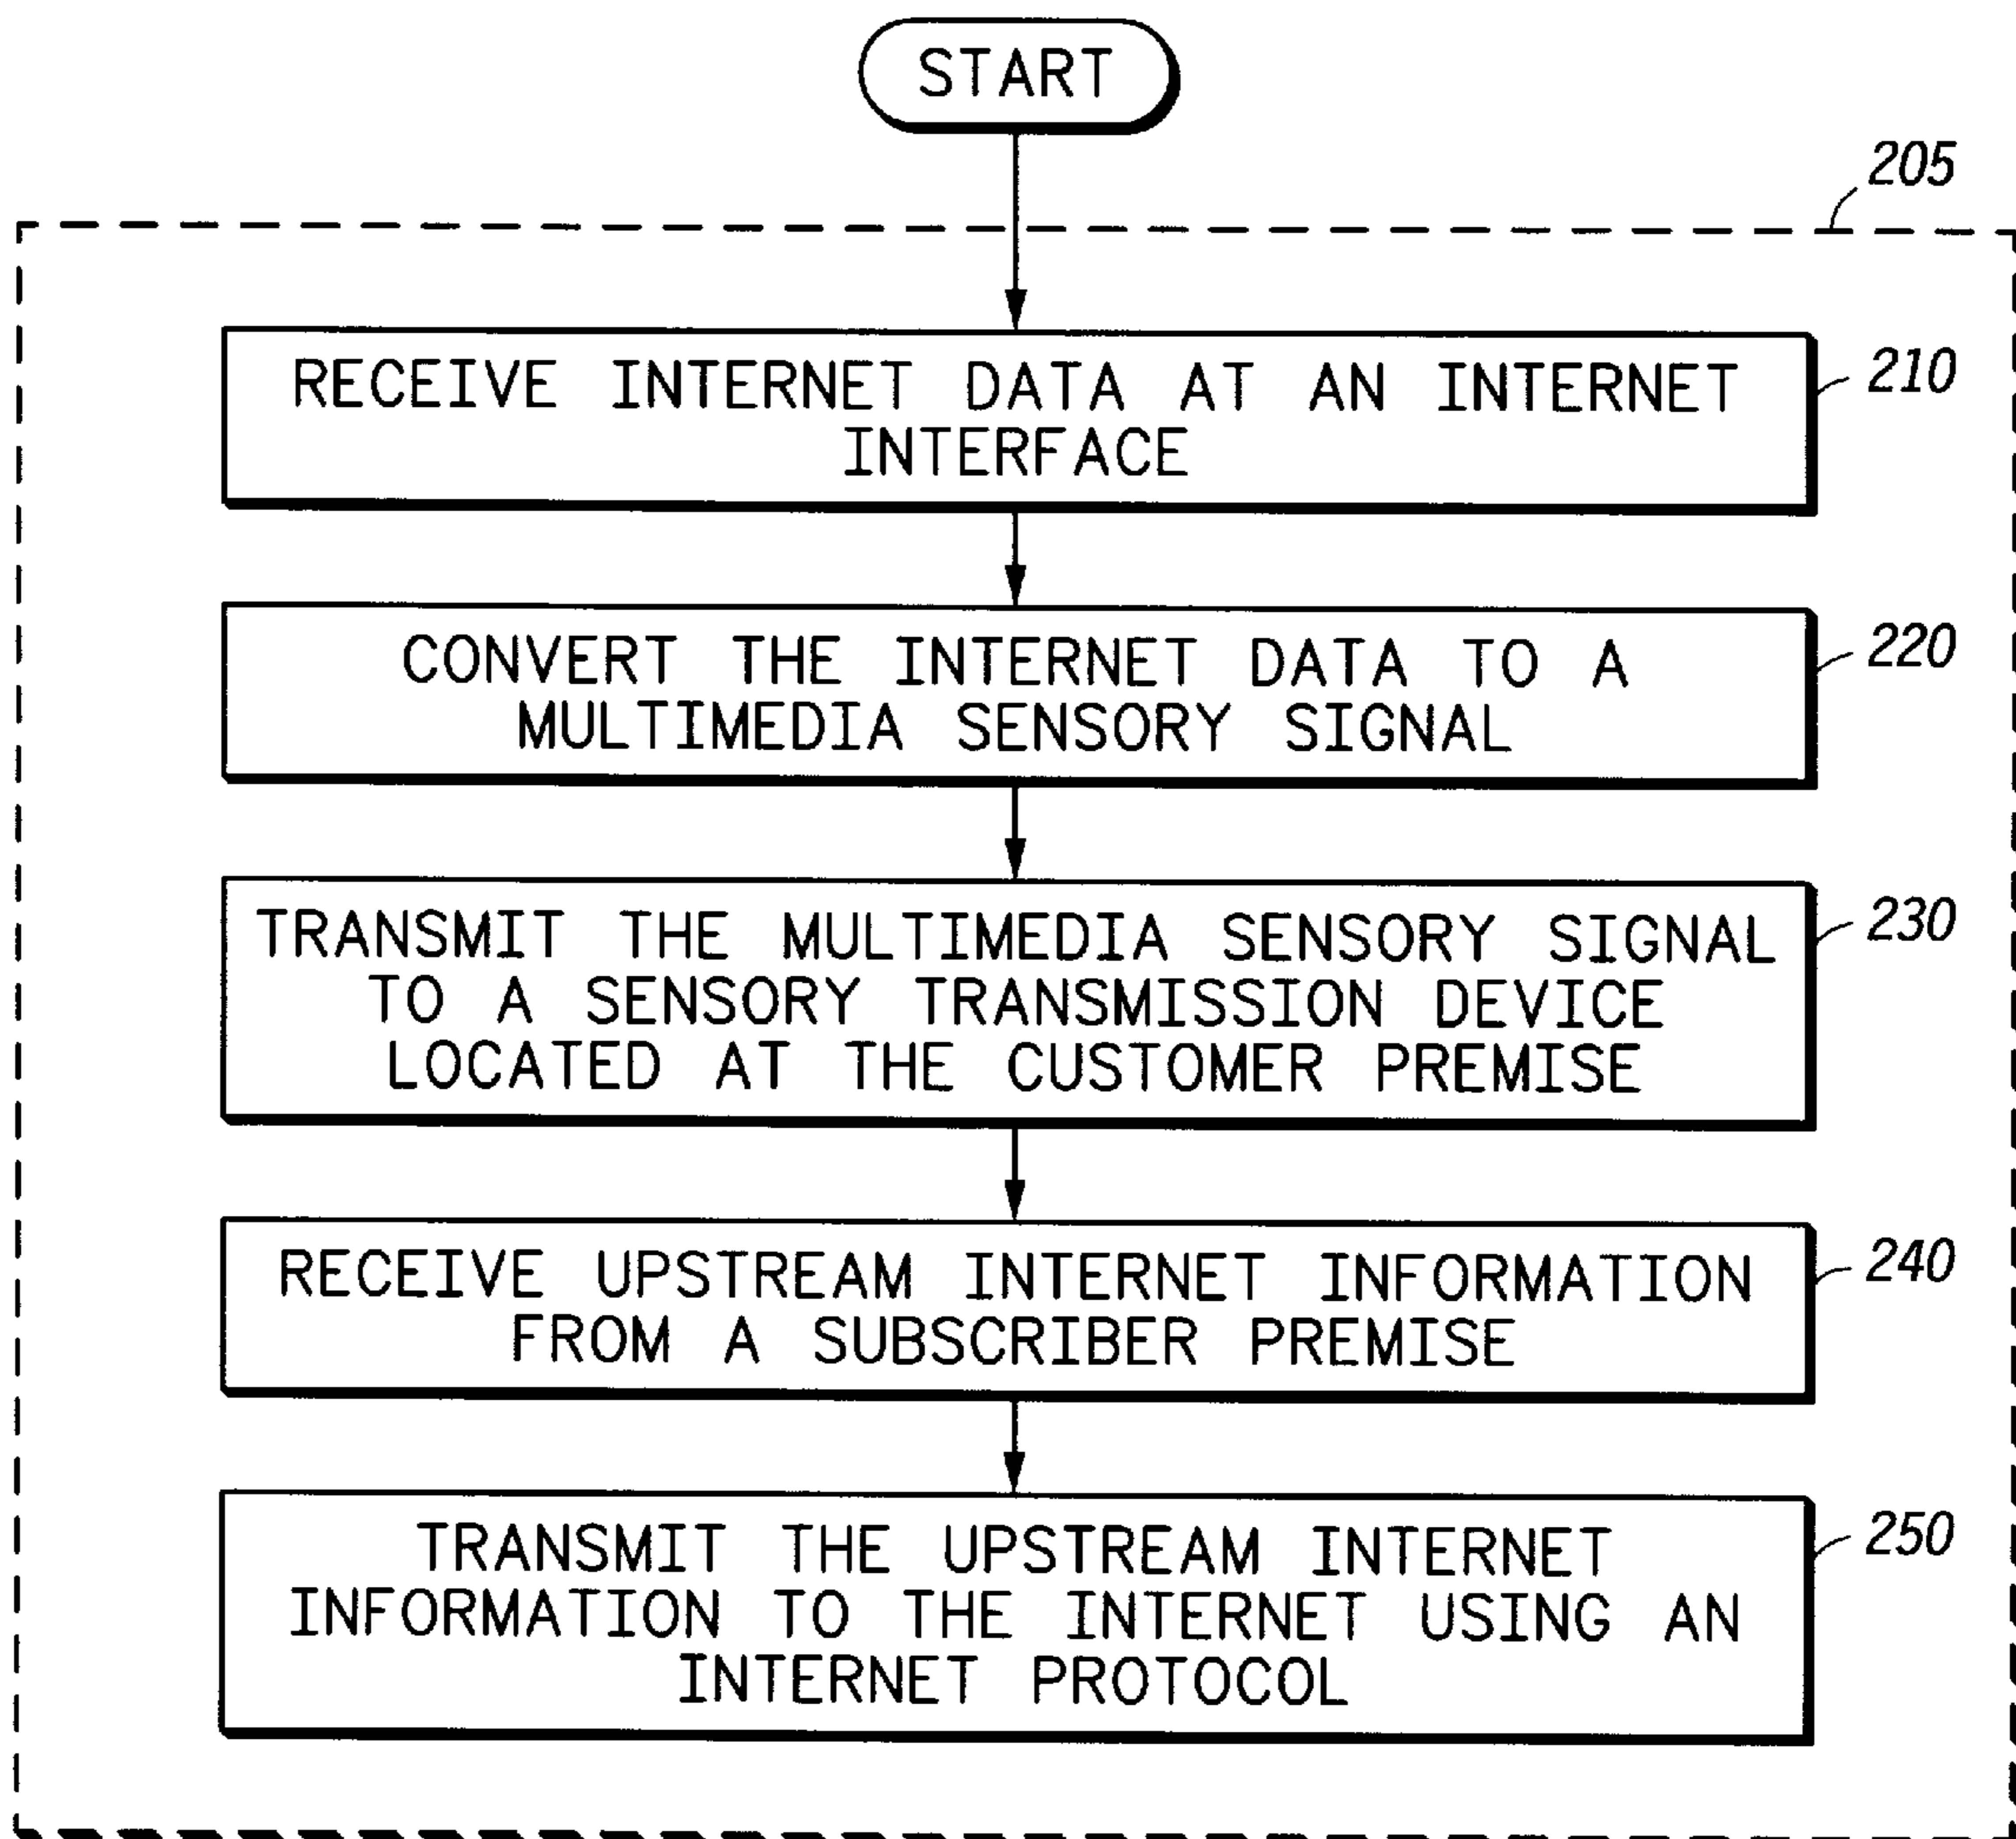 START
205
RECEIVE INTERNET DATA AT AN INTERNET
INTERFACE
210
CONVERT THE INTERNET DATA TO A
MULTIMEDIA SENSORY SIGNAL
220
TRANSMIT THE MULTIMEDIA SENSORY SIGNAL
TO A SENSORY TRANSMISSION DEVICE
LOCATED AT THE CUSTOMER PREMISE
230
RECEIVE UPSTREAM INTERNET INFORMATION
FROM A SUBSCRIBER PREMISE
240
TRANSMIT THE UPSTREAM INTERNET
INFORMATION TO THE INTERNET USING AN
INTERNET PROTOCOL
250